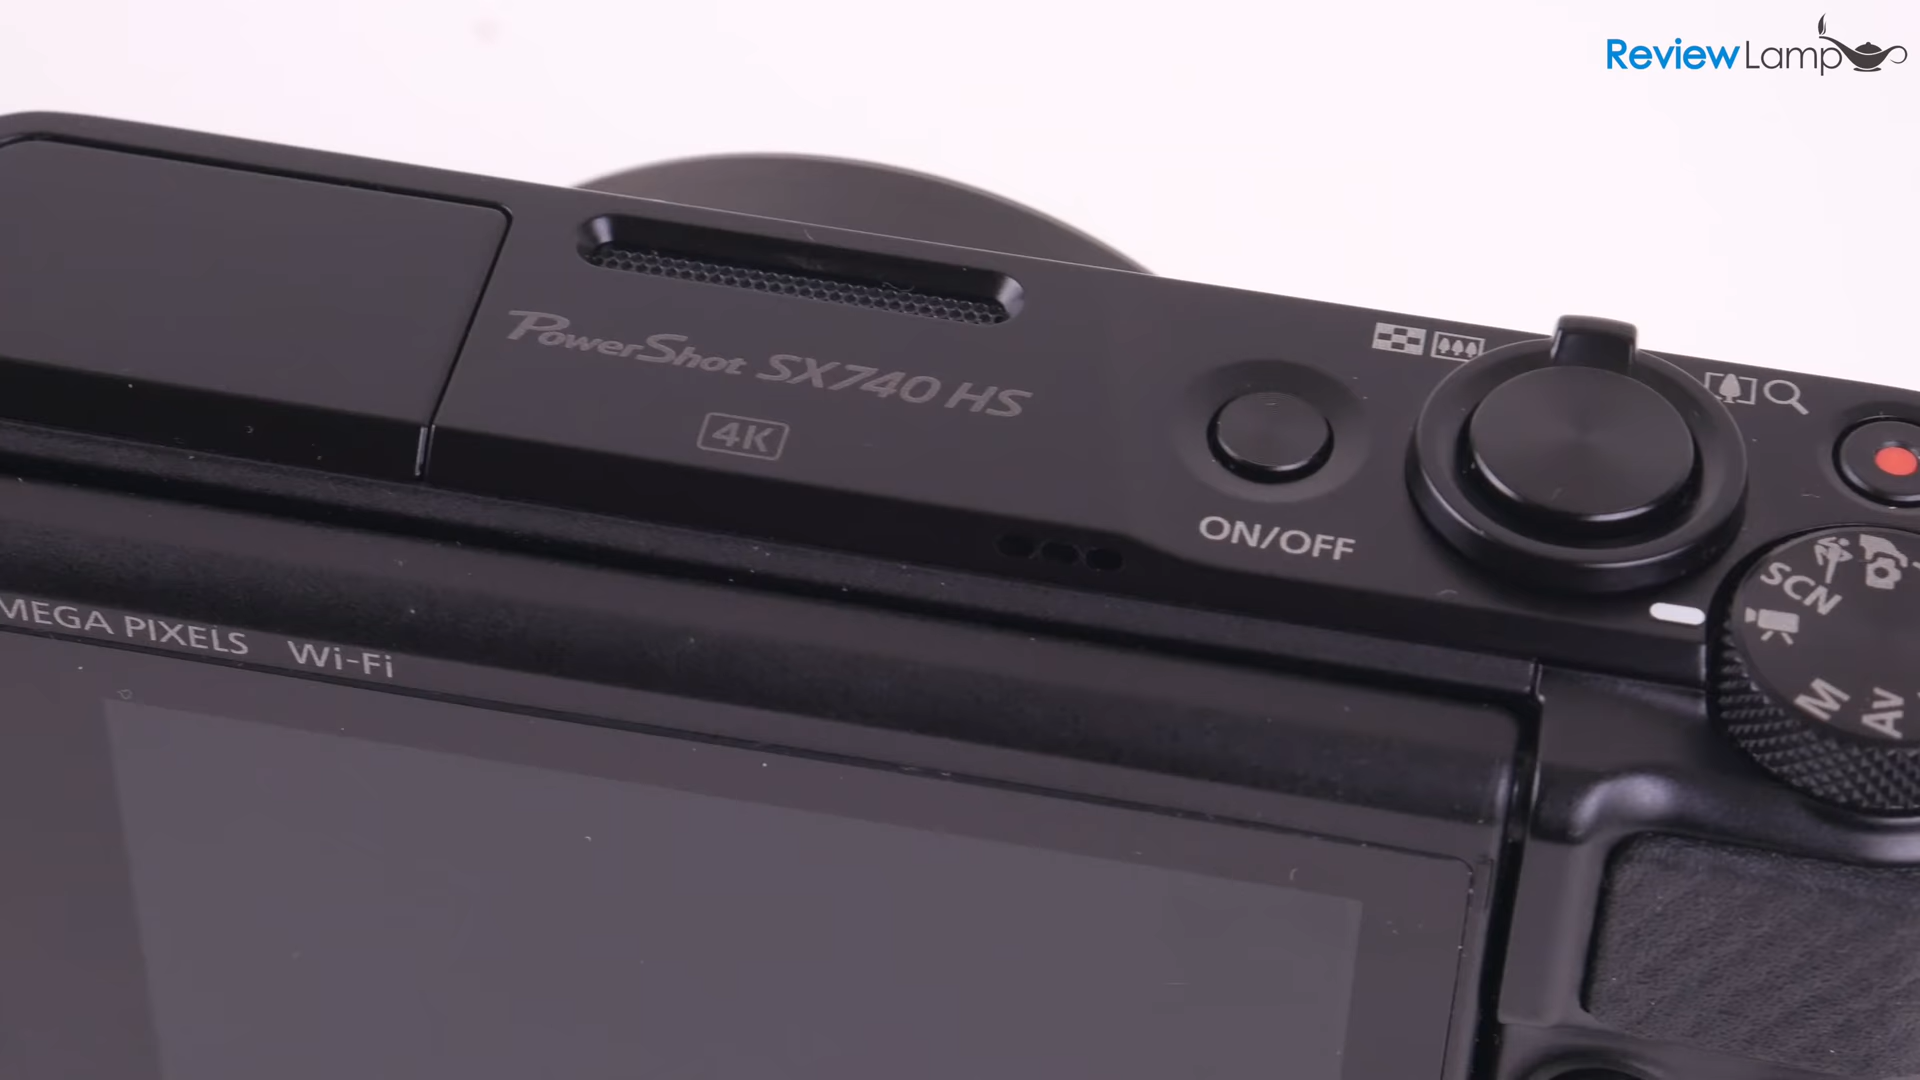 ReviewLamp
PowerShot SX740 HS
4K
ON/OFF
MEGA PIXELS Wi-Fi
SCN
M
Av